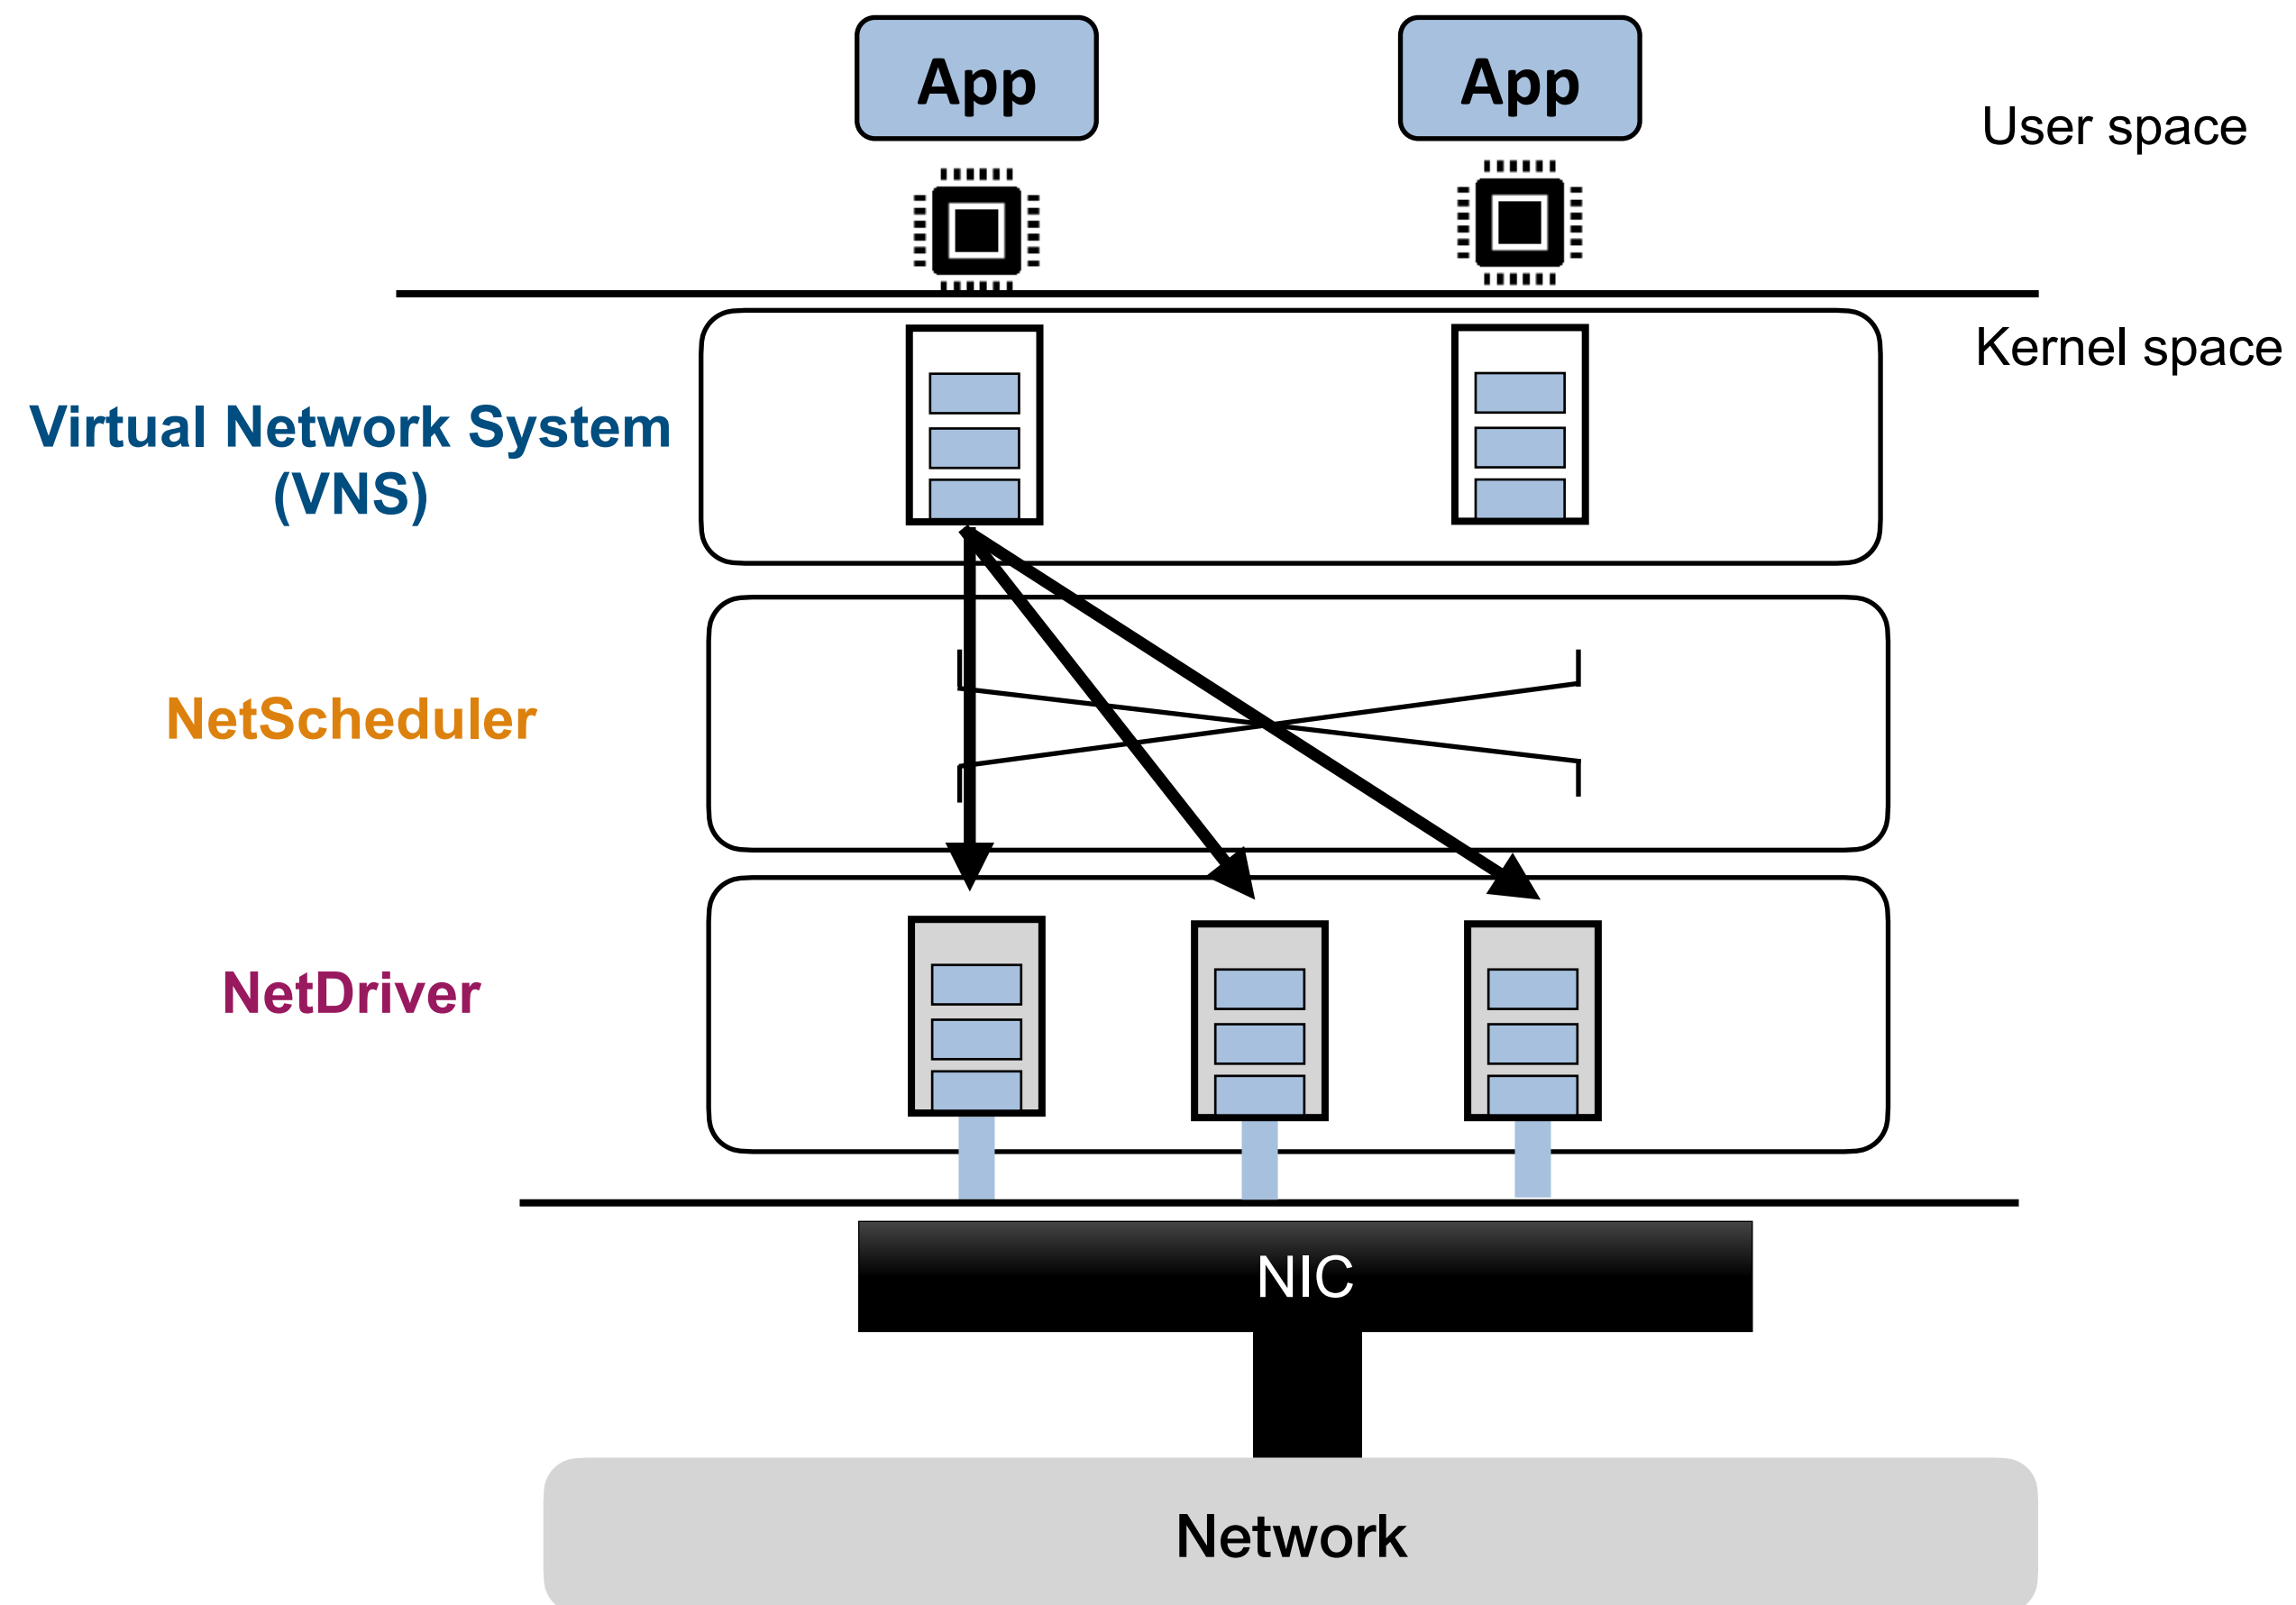 App
App
User space
Kernel space
Virtual Network System
(VNS)
NetScheduler
NetDriver
NIC
Network